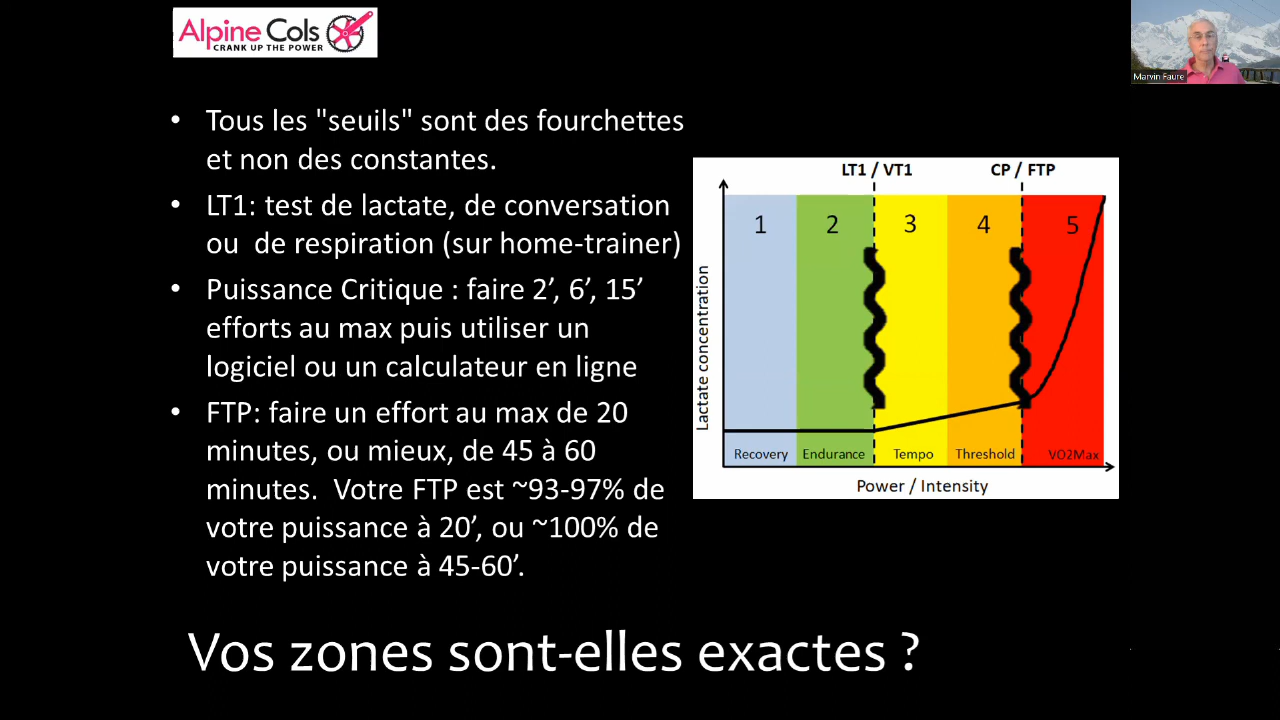 Alpine Cols
CRANK UP THE POWER
Marvin Faure
• Tous les "seuils" sont des fourchettes
et non des constantes.
• LT1: test de lactate, de conversation
ou de respiration (sur home-trainer)
• Puissance Critique : faire 2’, 6’, 15’
efforts au max puis utiliser un
logiciel ou un calculateur en ligne
• FTP: faire un effort au max de 20
minutes, ou mieux, de 45 à 60
minutes. Votre FTP est ~93-97% de
votre puissance à 20’, ou ~100% de
votre puissance à 45-60’.
LT1 / VT1 CP / FTP
1 2 3 4 5
Lactate concentration
Recovery Endurance Tempo Threshold VO2Max
Power / Intensity
Vos zones sont-elles exactes ?